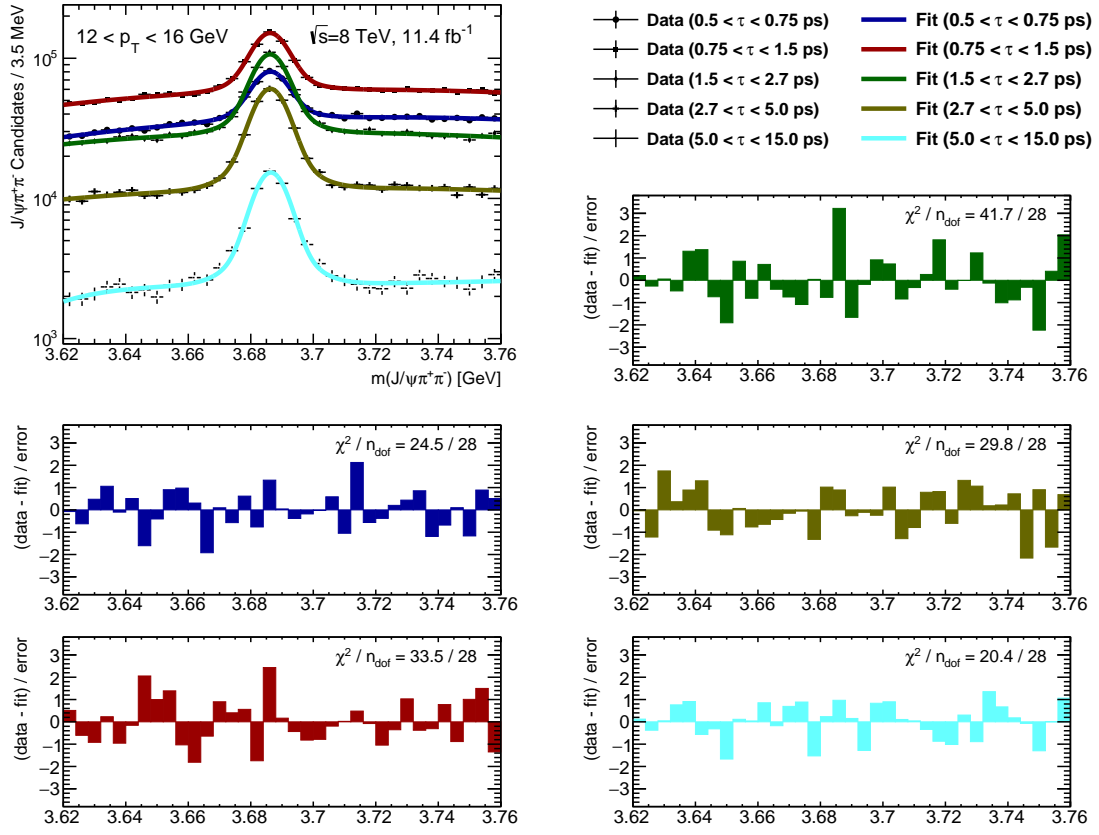 J/ψπ⁺π⁻ Candidates / 3.5 MeV
12 < p_T < 16 GeV √s=8 TeV, 11.4 fb⁻¹
10⁵
10⁴
10³
3.62 3.64 3.66 3.68 3.7 3.72 3.74 3.76
m(J/ψπ⁺π⁻) [GeV]
Data (0.5 < τ < 0.75 ps) Fit (0.5 < τ < 0.75 ps)
Data (0.75 < τ < 1.5 ps) Fit (0.75 < τ < 1.5 ps)
Data (1.5 < τ < 2.7 ps) Fit (1.5 < τ < 2.7 ps)
Data (2.7 < τ < 5.0 ps) Fit (2.7 < τ < 5.0 ps)
Data (5.0 < τ < 15.0 ps) Fit (5.0 < τ < 15.0 ps)
(data - fit) / error
χ² / n_dof = 41.7 / 28
3
2
1
0
−1
−2
−3
3.62 3.64 3.66 3.68 3.7 3.72 3.74 3.76
(data - fit) / error
χ² / n_dof = 24.5 / 28
3
2
1
0
−1
−2
−3
3.62 3.64 3.66 3.68 3.7 3.72 3.74 3.76
(data - fit) / error
χ² / n_dof = 29.8 / 28
3
2
1
0
−1
−2
−3
3.62 3.64 3.66 3.68 3.7 3.72 3.74 3.76
(data - fit) / error
χ² / n_dof = 33.5 / 28
3
2
1
0
−1
−2
−3
3.62 3.64 3.66 3.68 3.7 3.72 3.74 3.76
(data - fit) / error
χ² / n_dof = 20.4 / 28
3
2
1
0
−1
−2
−3
3.62 3.64 3.66 3.68 3.7 3.72 3.74 3.76